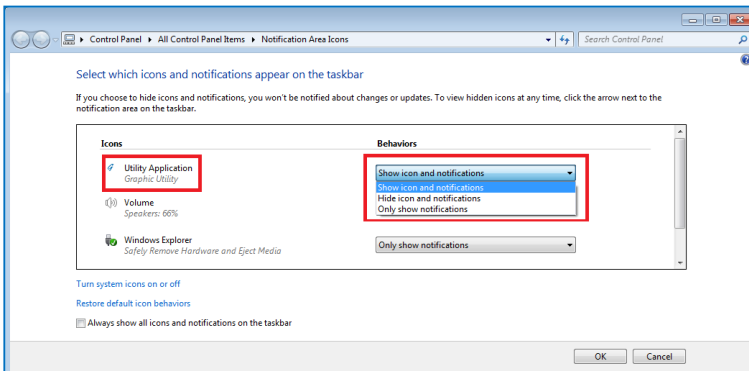 Control Panel ▸ All Control Panel Items ▸ Notification Area Icons
Search Control Panel
Select which icons and notifications appear on the taskbar
If you choose to hide icons and notifications, you won't be notified about changes or updates. To view hidden icons at any time, click the arrow next to the
notification area on the taskbar.
Icons Behaviors
Utility Application
Graphic Utility
Show icon and notifications
Show icon and notifications
Hide icon and notifications
Only show notifications
Volume
Speakers: 66%
Windows Explorer
Safely Remove Hardware and Eject Media
Only show notifications
Turn system icons on or off
Restore default icon behaviors
Always show all icons and notifications on the taskbar
OK Cancel